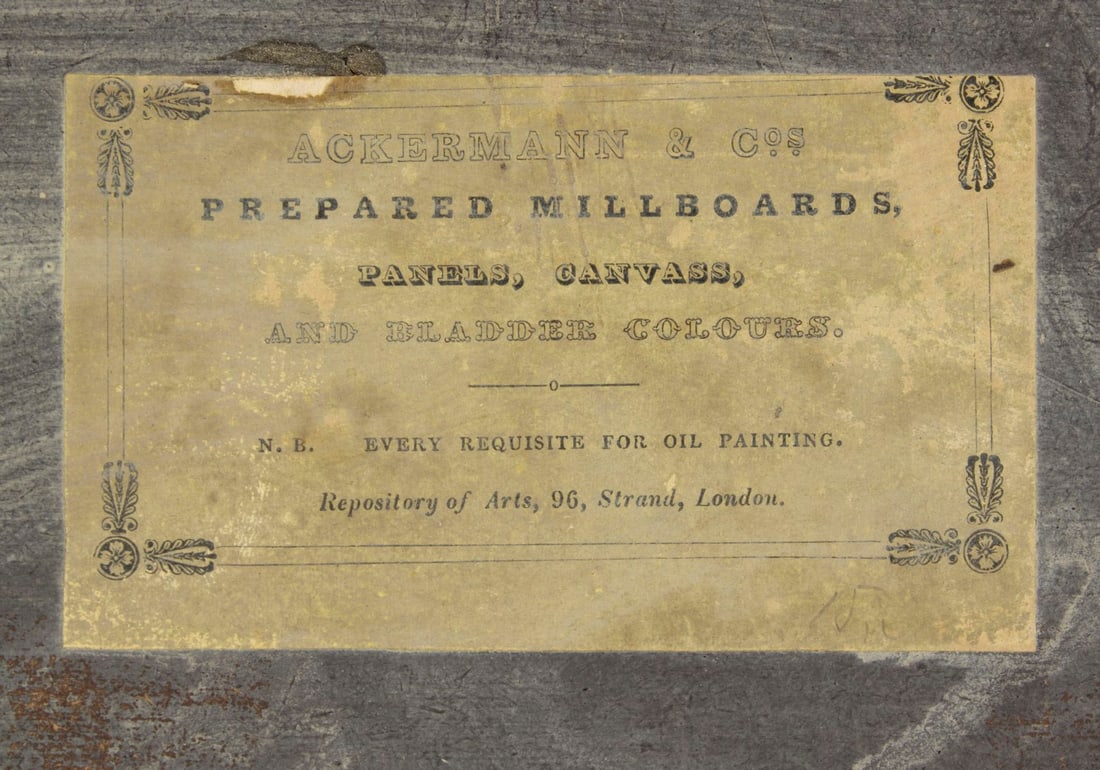 ACKERMANN & Cos
PREPARED MILLBOARDS,
PANELS, CANVASS,
AND BLADDER COLOURS.
N. B. EVERY REQUISITE FOR OIL PAINTING.
Repository of Arts, 96, Strand, London.